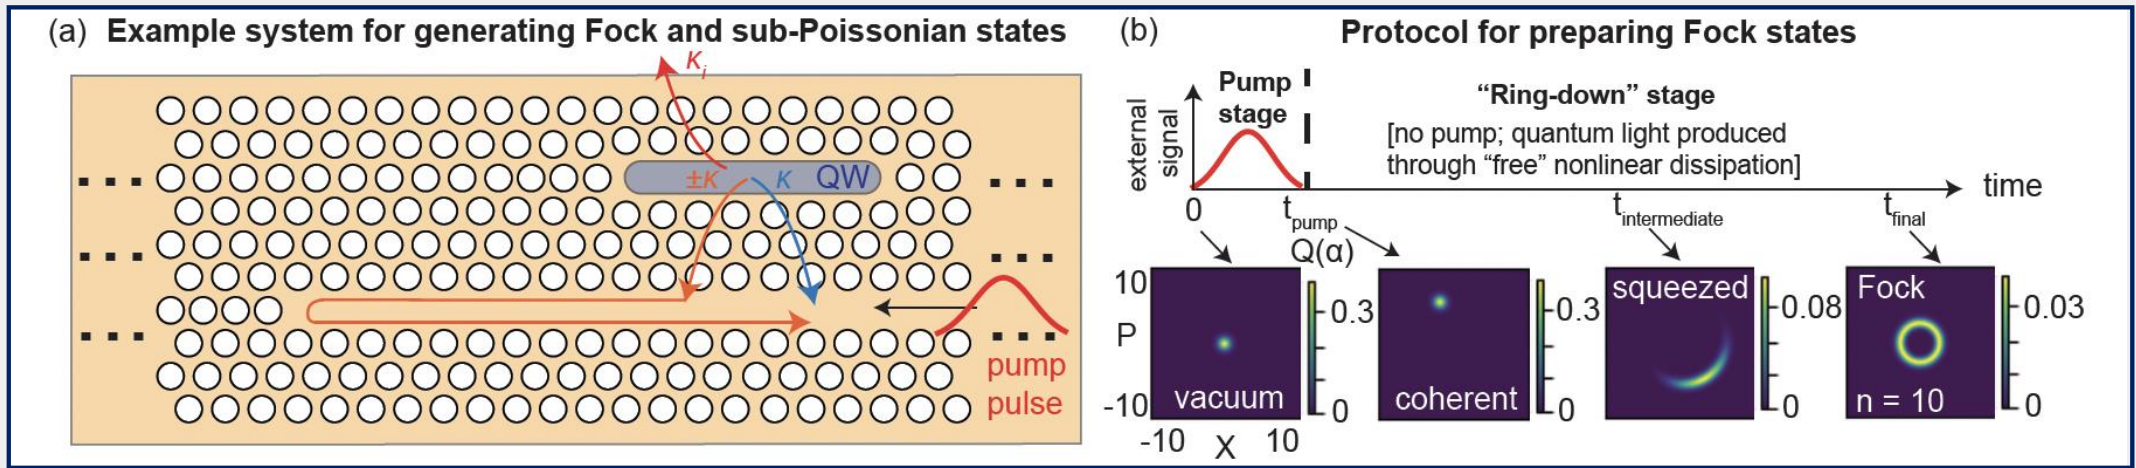 (a) Example system for generating Fock and sub-Poissonian states
κᵢ
±κ
κ
QW
pump
pulse
(b) Protocol for preparing Fock states
external
signal
Pump
stage
“Ring-down” stage
[no pump; quantum light produced
through “free” nonlinear dissipation]
time
0
t_pump
t_intermediate
t_final
Q(α)
10
P
-10
-10
X
10
vacuum
0.3
0
coherent
0.3
0
squeezed
0.08
0
Fock
n = 10
0.03
0